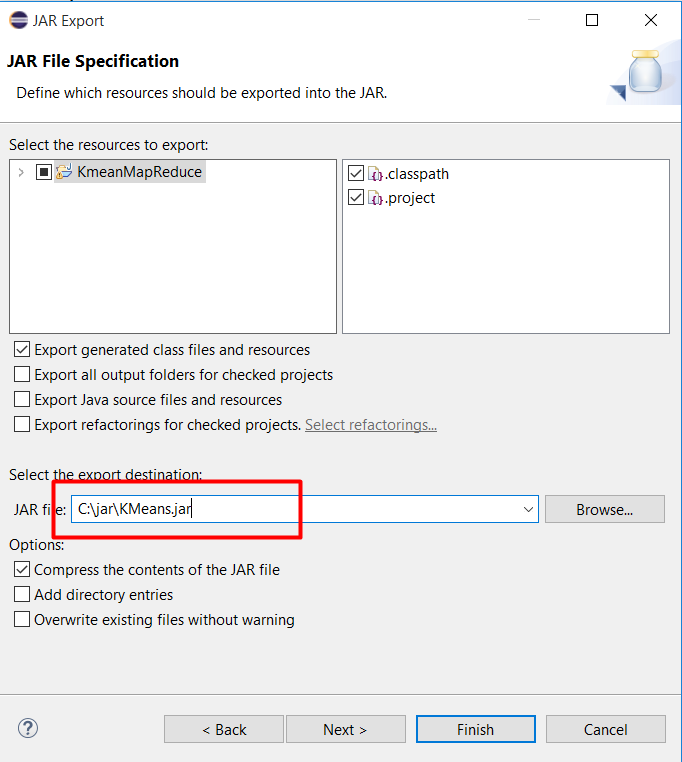 JAR Export
JAR File Specification
Define which resources should be exported into the JAR.
Select the resources to export:
KmeanMapReduce
.classpath
.project
Export generated class files and resources
Export all output folders for checked projects
Export Java source files and resources
Export refactorings for checked projects. Select refactorings...
Select the export destination:
JAR file: C:\jar\KMeans.jar Browse...
Options:
Compress the contents of the JAR file
Add directory entries
Overwrite existing files without warning
? < Back Next > Finish Cancel